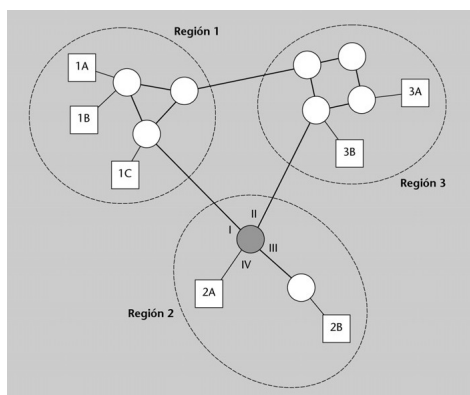 Región 1
1A
1B
1C
3A
3B
Región 3
II
I
III
IV
2A
Región 2
2B